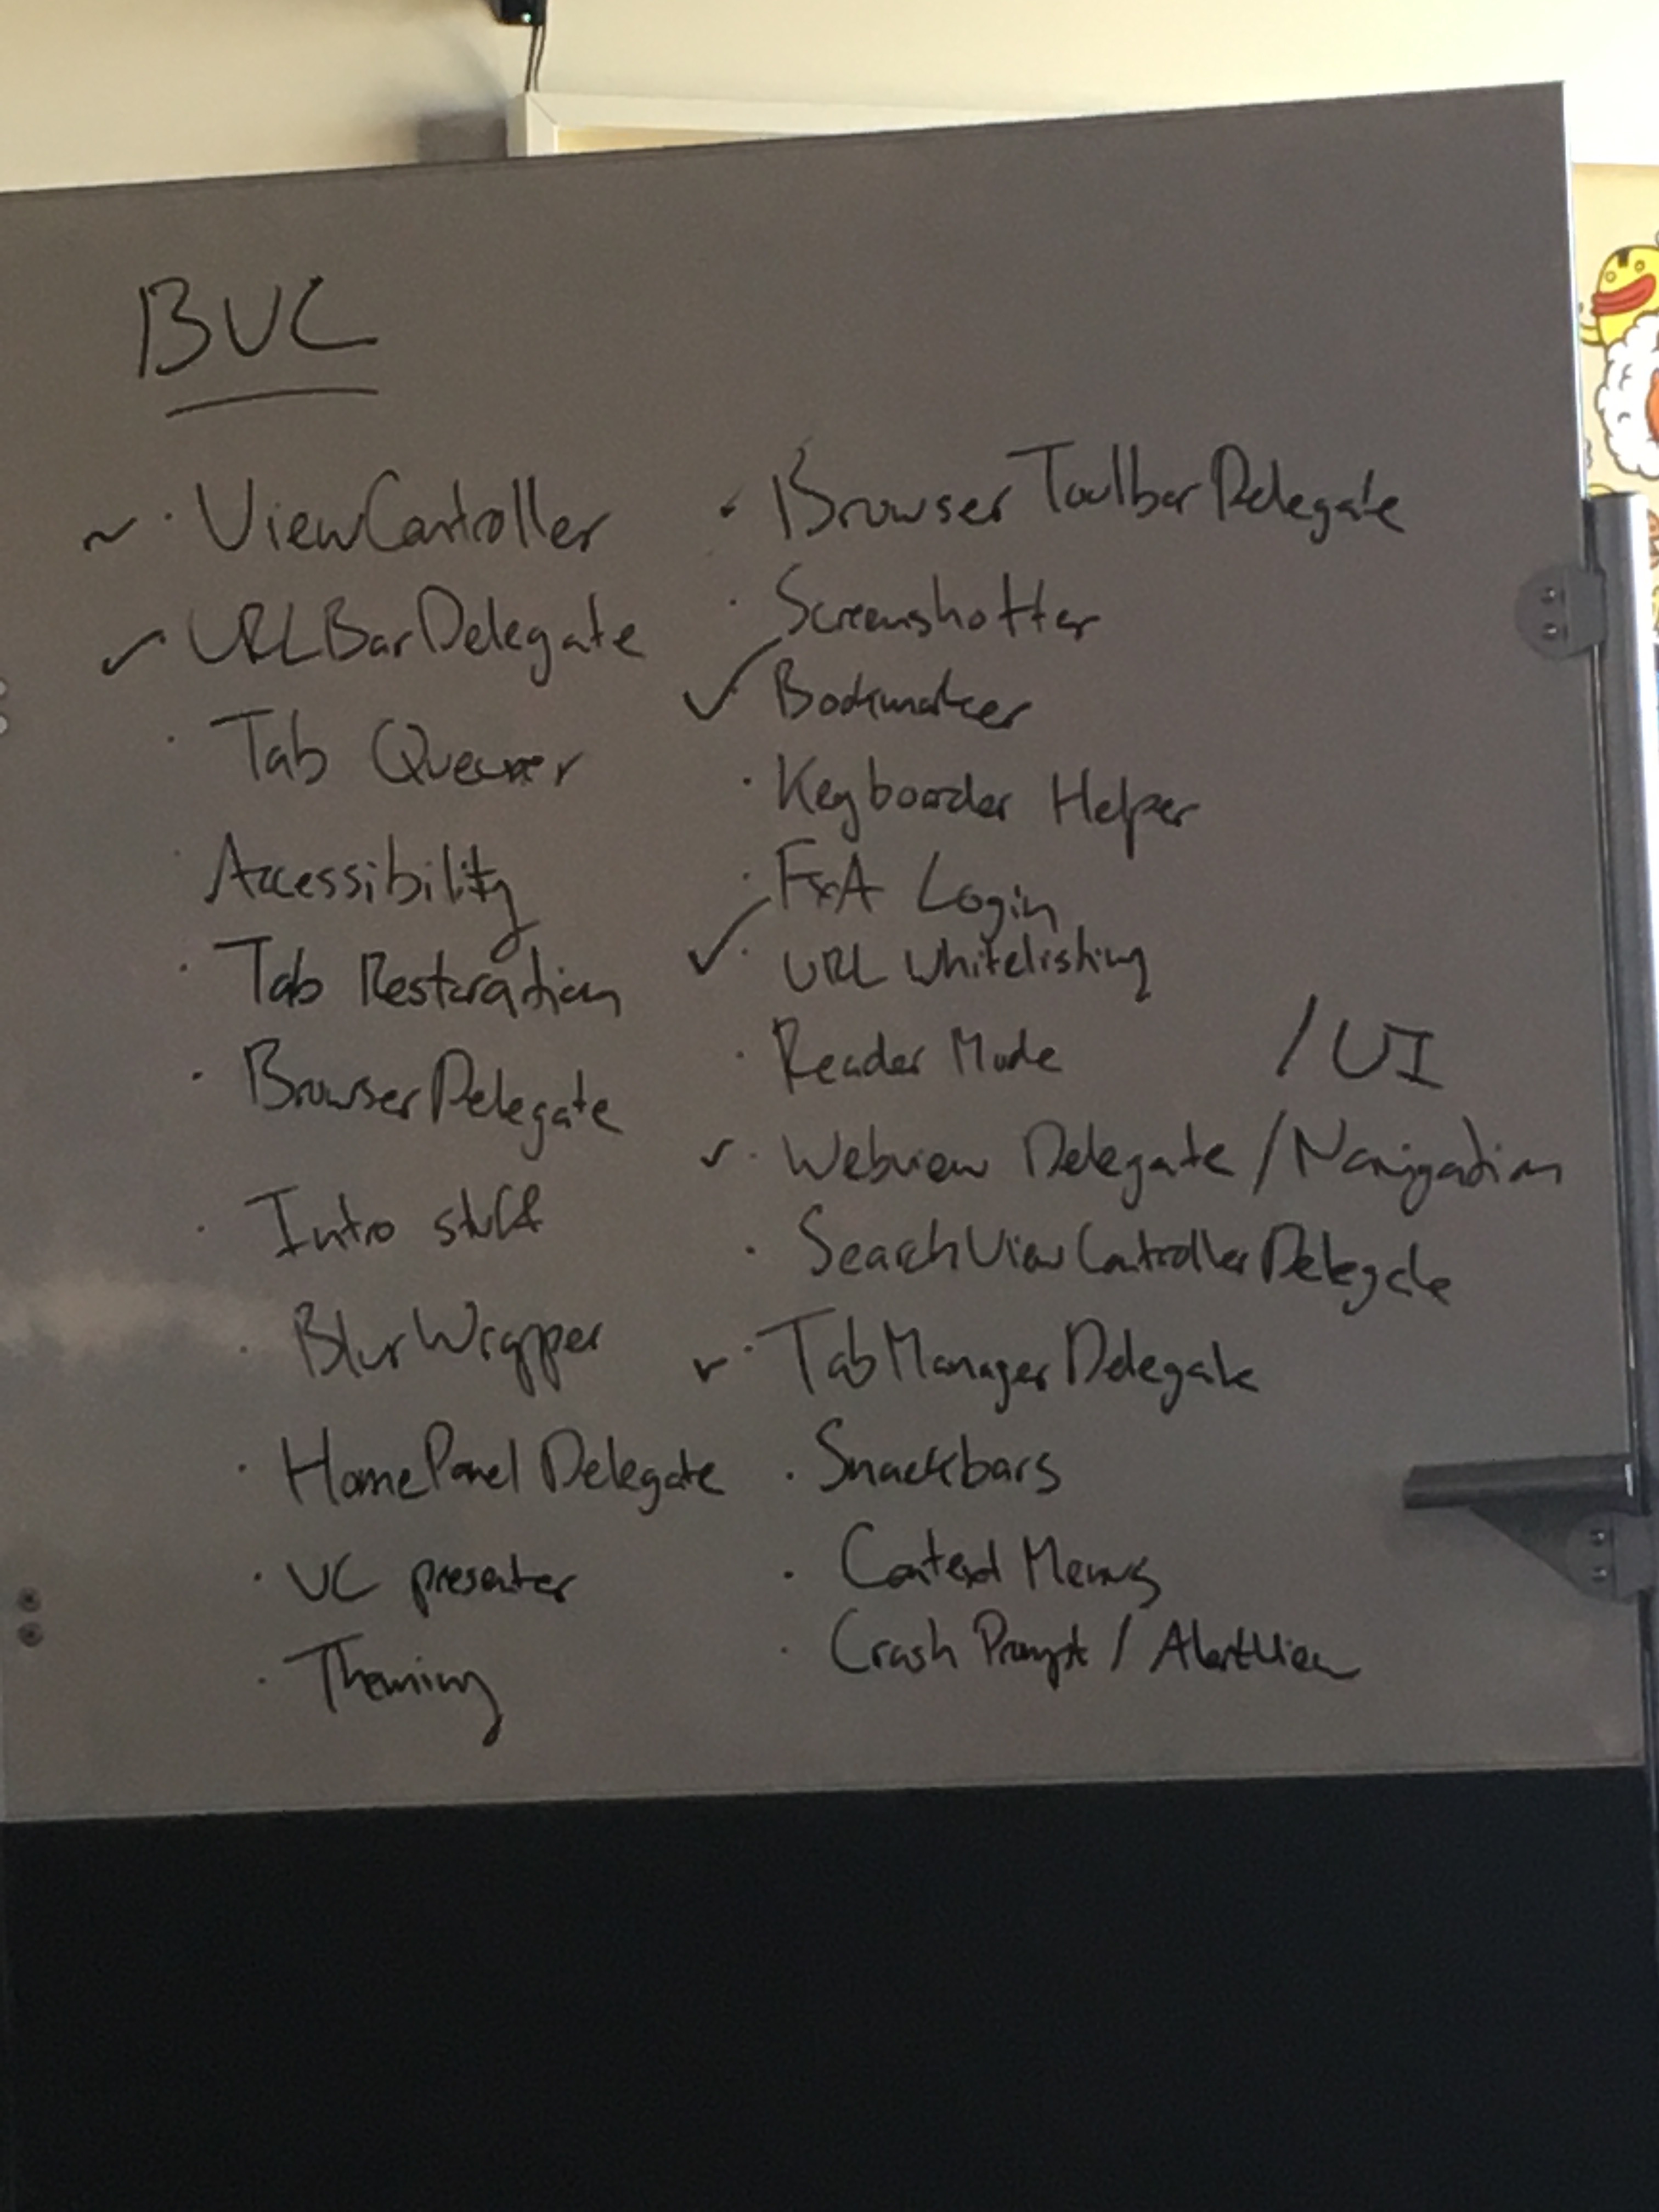 BVC
~ · ViewController
✓ URLBarDelegate
· Tab Queuer
· Accessibility
· Tab Restoration
· BrowserDelegate
· Intro stuff
· BlurWrapper
· HomePanelDelegate
· VC presenter
· Theming
✓ BrowserToolbarDelegate
· Screenshotter
✓ Bookmarker
· Keyboarder Helper
· FxA Login
✓ · URL Whitelisting
· Reader Mode
/UI
✓ · Webview Delegate / Navigation
· SearchViewControllerDelegate
✓ · TabManagerDelegate
· Snackbars
· Context Menus
· Crash Prompt / AlertView